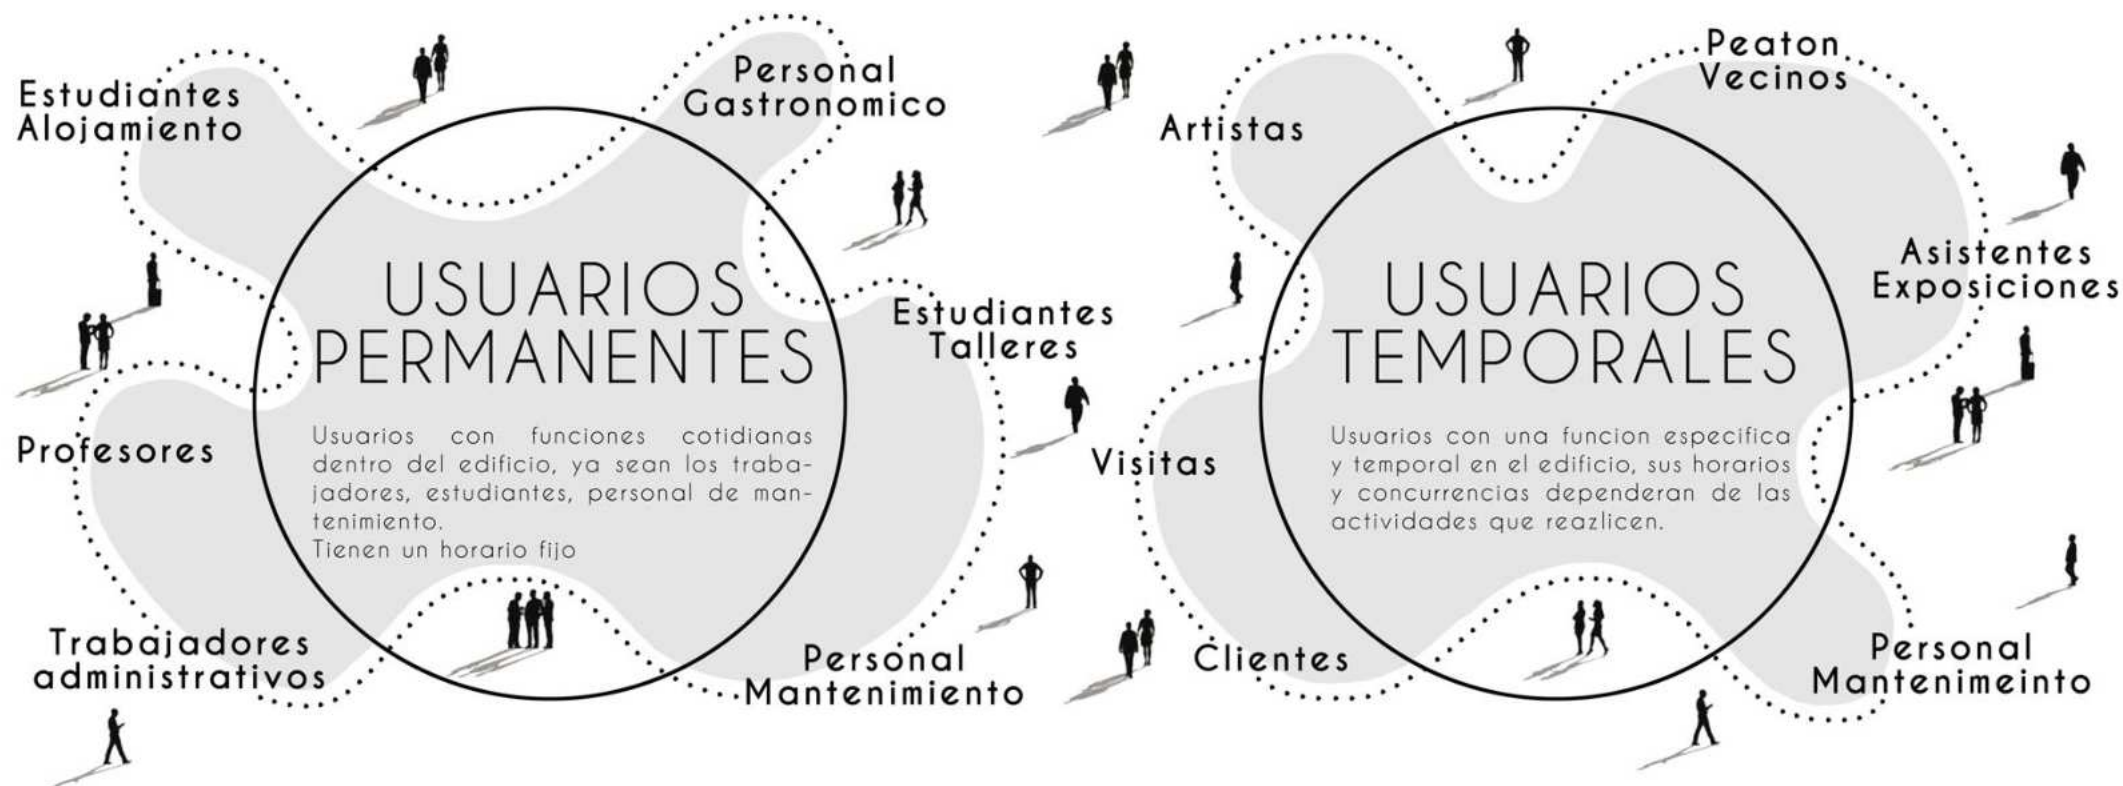 Estudiantes
Alojamiento
Personal
Gastronomico
USUARIOS
PERMANENTES
Usuarios con funciones cotidianas
dentro del edificio, ya sean los traba-
jadores, estudiantes, personal de man-
tenimiento.
Tienen un horario fijo
Estudiantes
Talleres
Profesores
Trabajadores
administrativos
Personal
Mantenimiento
Artistas
Peaton
Vecinos
USUARIOS
TEMPORALES
Usuarios con una funcion especifica
y temporal en el edificio, sus horarios
y concurrencias dependeran de las
actividades que reazlicen.
Asistentes
Exposiciones
Visitas
Clientes
Personal
Mantenimeinto